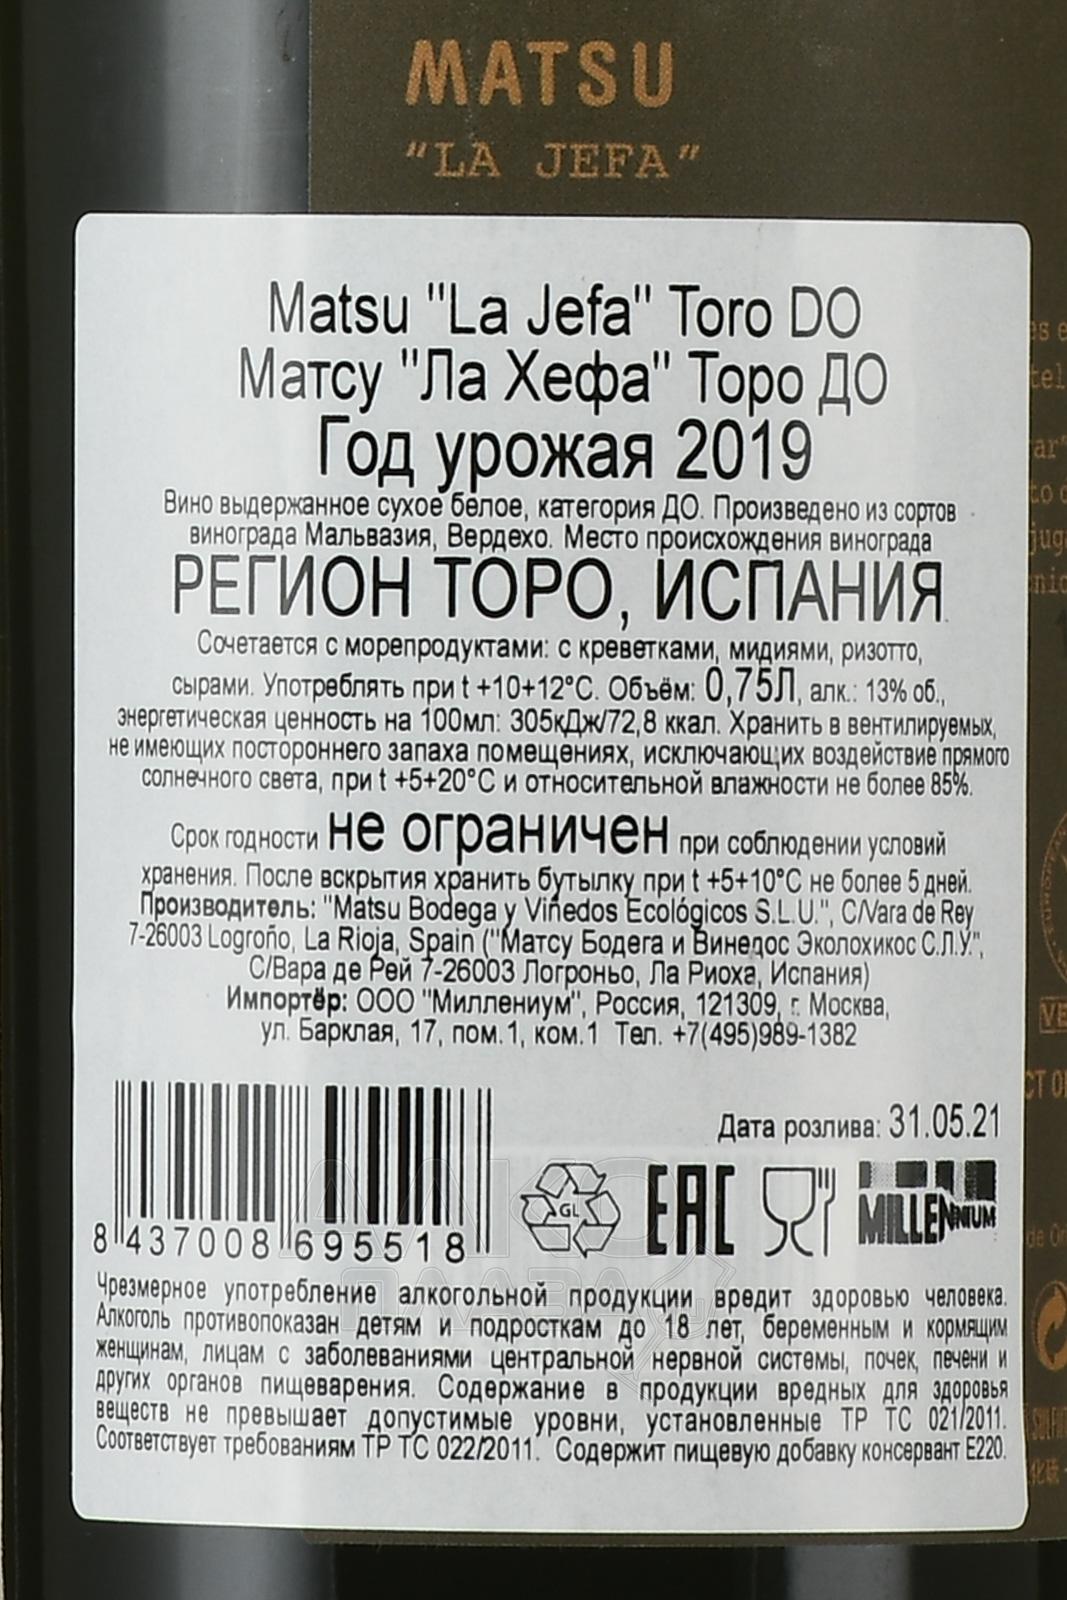 MATSU
"LA JEFA"
Matsu "La Jefa" Toro DO
Матсу "Ла Хефа" Торо ДО
Год урожая 2019
Вино выдержанное сухое белое, категория ДО. Произведено из сортов
винограда Мальвазия, Вердехо. Место происхождения винограда
РЕГИОН ТОРО, ИСПАНИЯ.
Сочетается с морепродуктами: с креветками, мидиями, ризотто,
сырами. Употреблять при t +10+12°C. Объём: 0,75Л, алк.: 13% об.,
энергетическая ценность на 100мл: 305кДж/72,8 ккал. Хранить в вентилируемых,
не имеющих постороннего запаха помещениях, исключающих воздействие прямого
солнечного света, при t +5+20°C и относительной влажности не более 85%.
Срок годности не ограничен при соблюдении условий
хранения. После вскрытия хранить бутылку при t +5+10°C не более 5 дней.
Производитель: "Matsu Bodega y Viñedos Ecológicos S.L.U.", C/Vara de Rey
7-26003 Logroño, La Rioja, Spain ("Матсу Бодега и Винедос Эколохикос С.Л.У.",
С/Вара де Рей 7-26003 Логроньо, Ла Риоха, Испания)
Импортёр: ООО "Миллениум", Россия, 121309, г. Москва,
ул. Барклая, 17, пом.1, ком.1 Тел. +7(495)989-1382
Дата розлива: 31.05.21
GL
EAC
MILLENNIUM
8 437008 695518
АЛКО
ПЛАЗА
Чрезмерное употребление алкогольной продукции вредит здоровью человека.
Алкоголь противопоказан детям и подросткам до 18 лет, беременным и кормящим
женщинам, лицам с заболеваниями центральной нервной системы, почек, печени и
других органов пищеварения. Содержание в продукции вредных для здоровья
веществ не превышает допустимые уровни, установленные ТР ТС 021/2011.
Соответствует требованиям ТР ТС 022/2011. Содержит пищевую добавку консервант Е220.